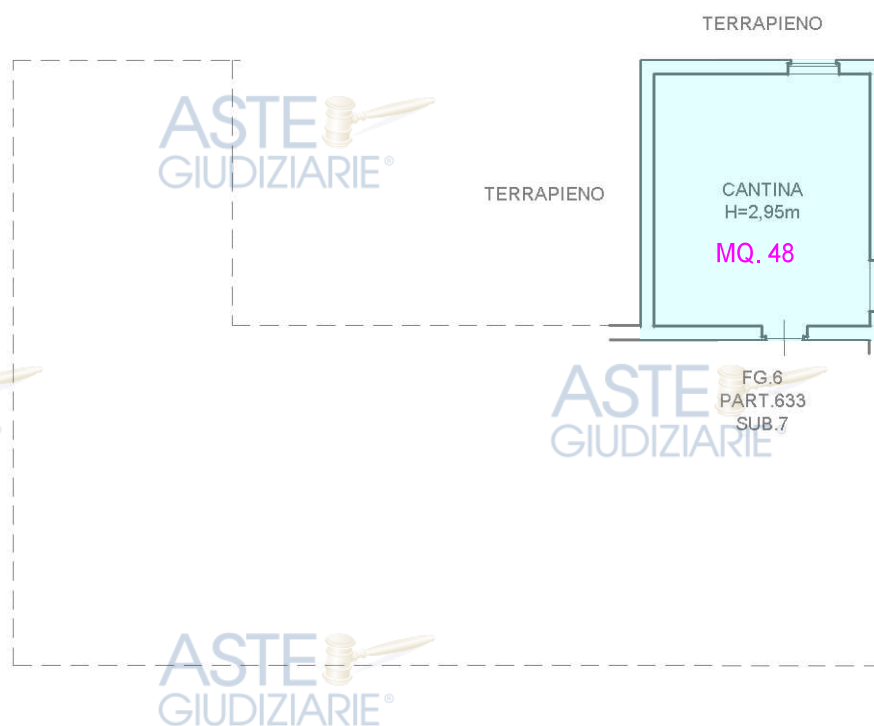 TERRAPIENO
ASTE
GIUDIZIARIE®
TERRAPIENO
CANTINA
H=2,95m
MQ. 48
FG.6
PART.633
SUB.7
ASTE
GIUDIZIARIE®
ASTE
GIUDIZIARIE®